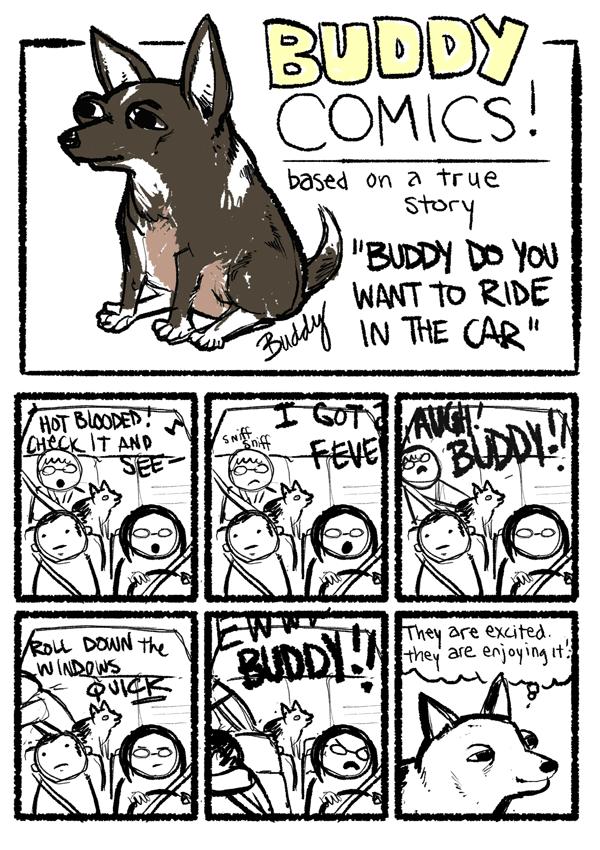 BUDDY
COMICS!
based on a true
story
"BUDDY DO YOU
WANT TO RIDE
IN THE CAR"
Buddy
HOT BLOODED!
CHECK IT AND
SEE-
I GOT
FEVE
sniff
sniff
AUGH!
BUDDY!!
ROLL DOWN the
WINDOWS
QUICK
EWWW
BUDDY!!
They are excited.
they are enjoying it!